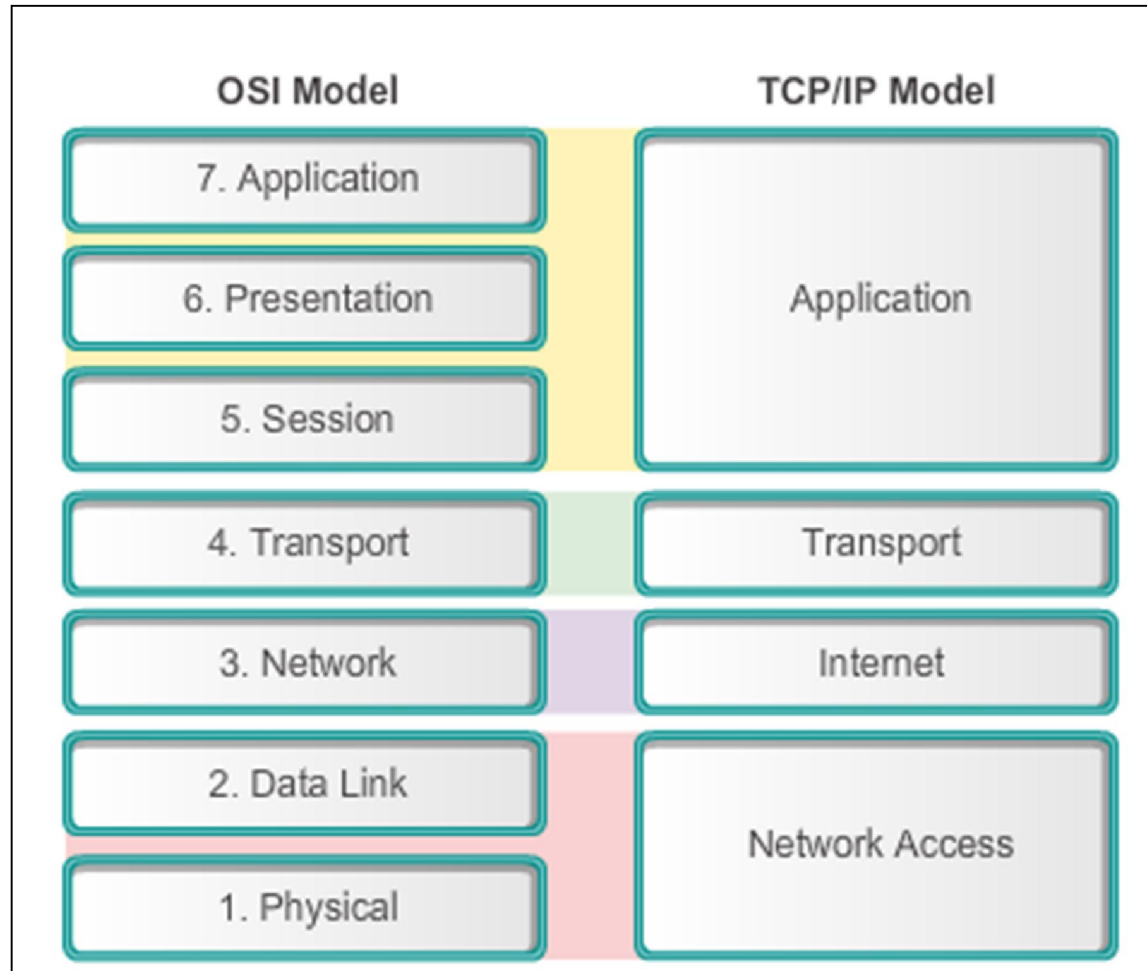 OSI Model
TCP/IP Model
7. Application
6. Presentation
5. Session
Application
4. Transport
Transport
3. Network
Internet
2. Data Link
1. Physical
Network Access